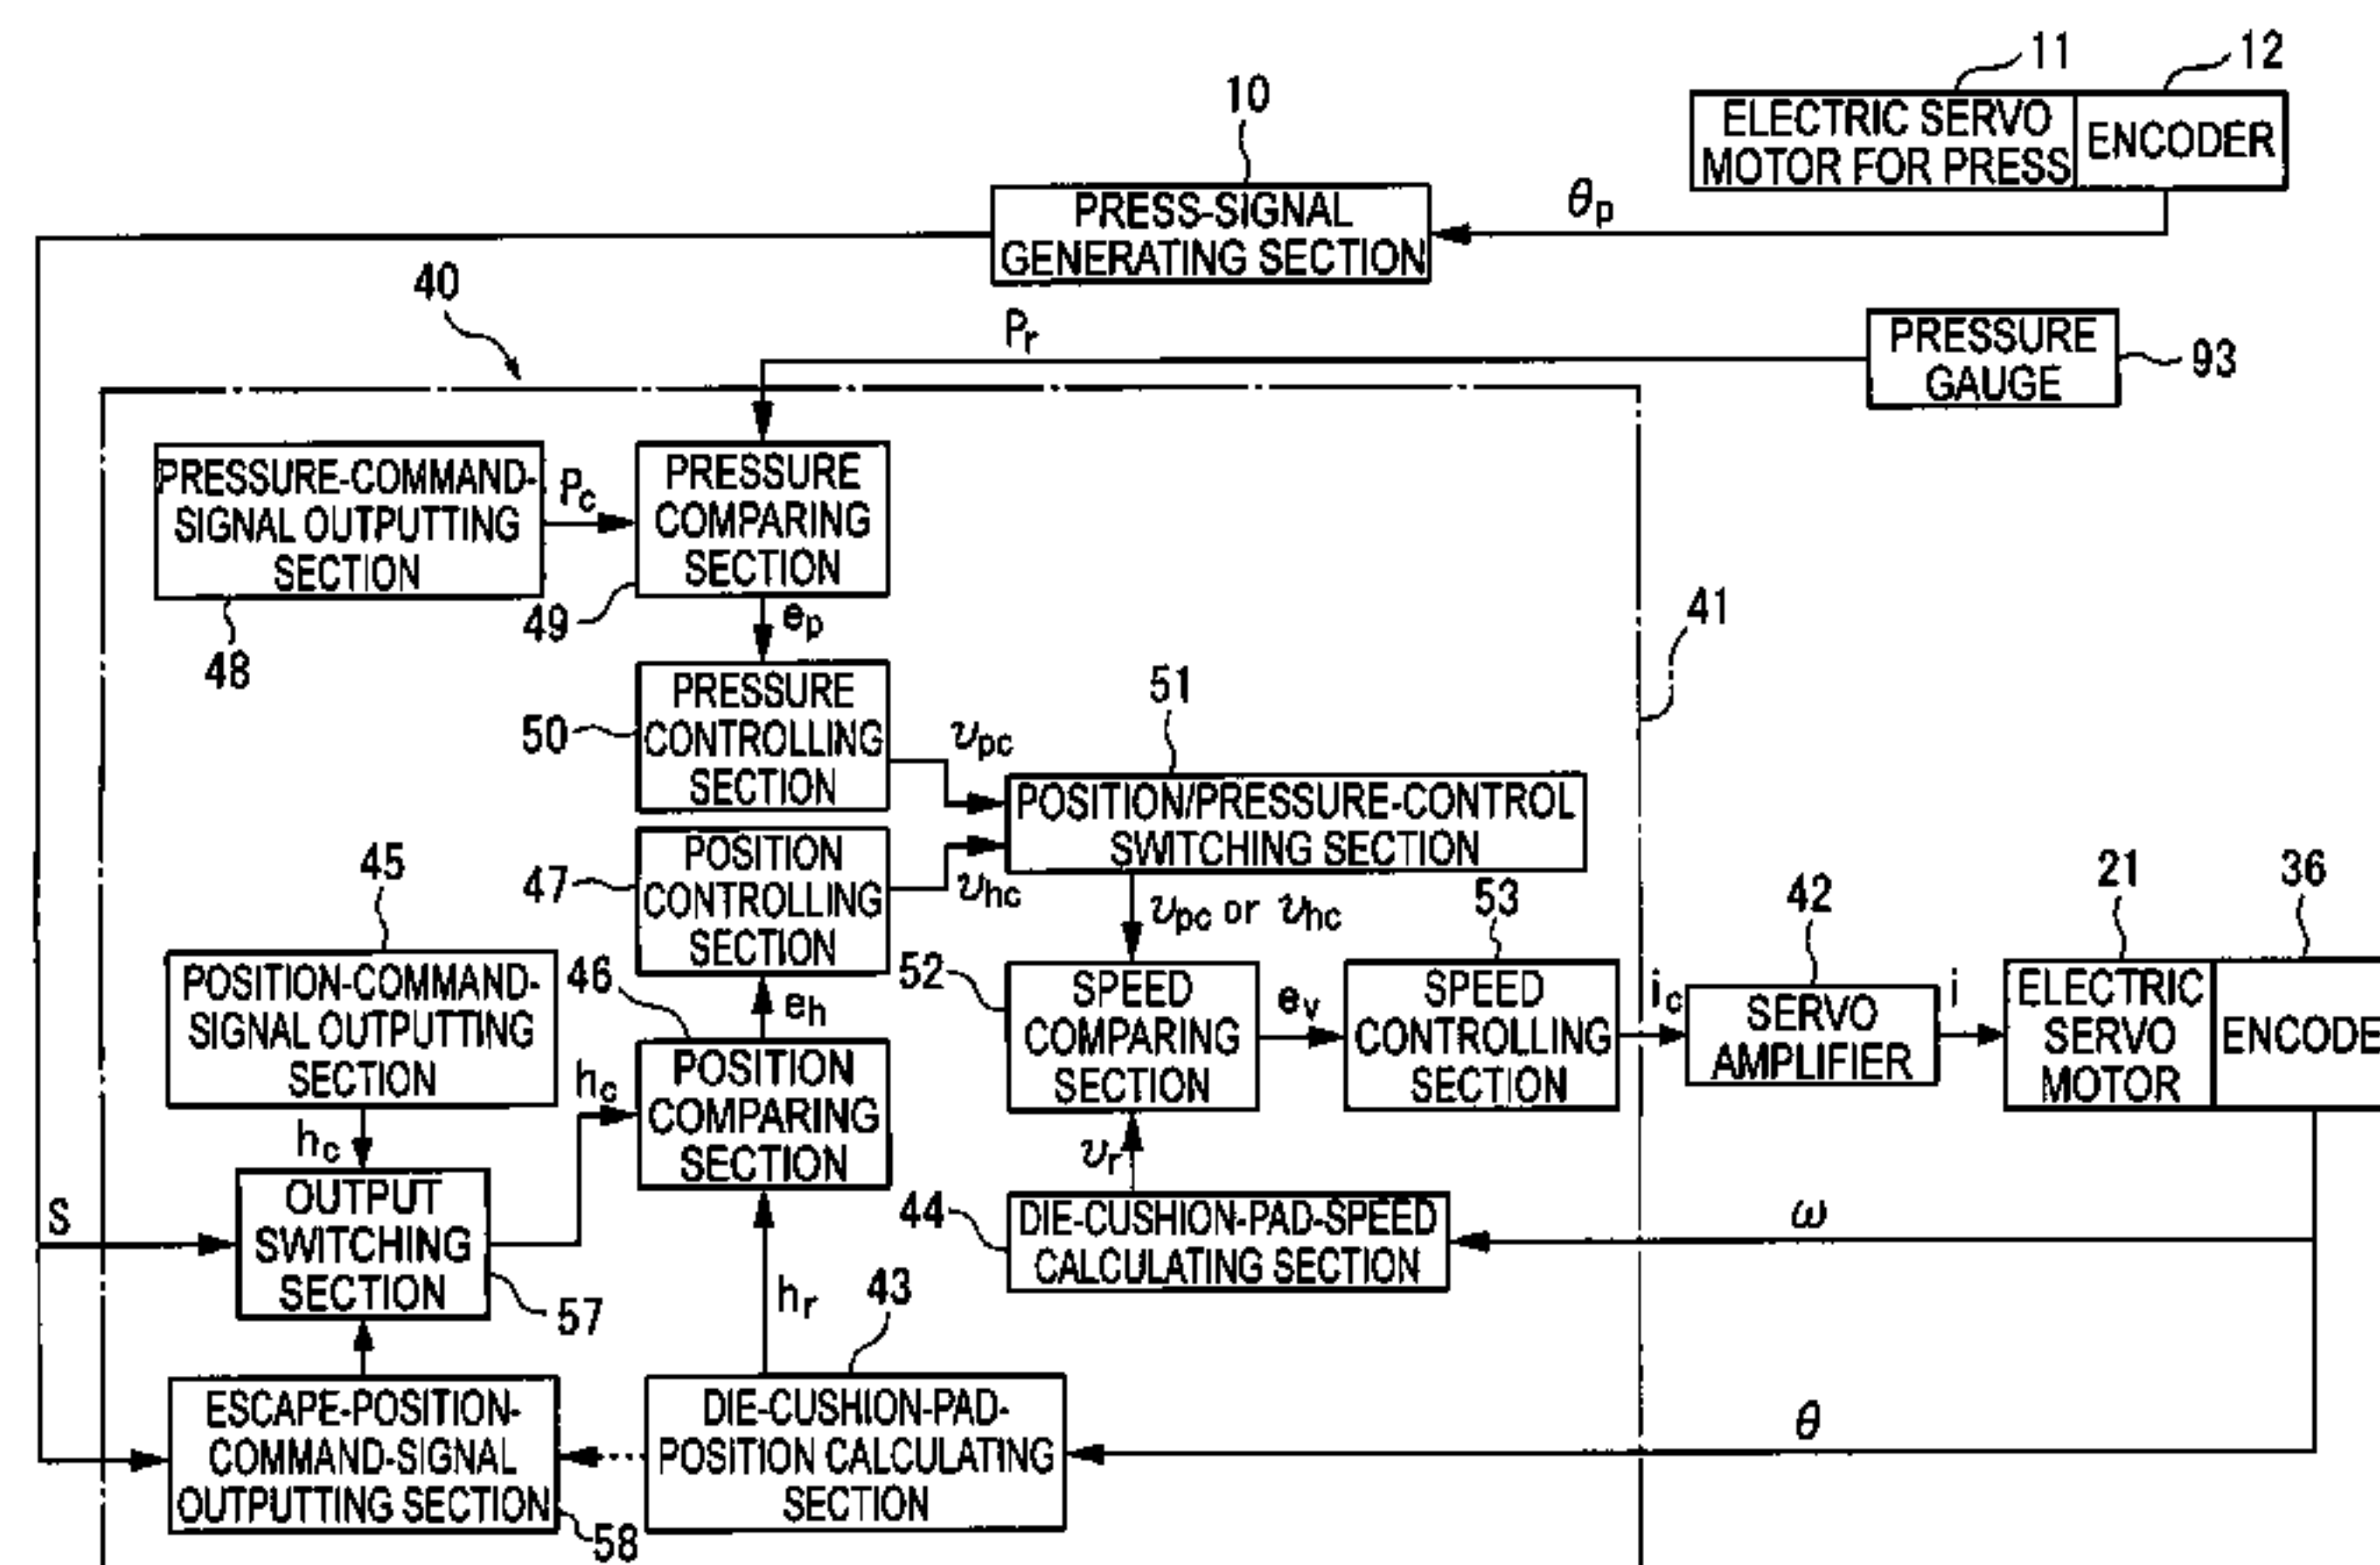 11
12
ELECTRIC SERVO
MOTOR FOR PRESS
ENCODER
10
PRESS-SIGNAL
GENERATING SECTION
θp
40
Pr
PRESSURE
GAUGE
93
PRESSURE-COMMAND-
SIGNAL OUTPUTTING
SECTION
48
Pc
PRESSURE
COMPARING
SECTION
49
ep
41
PRESSURE
CONTROLLING
SECTION
50
υpc
51
POSITION/PRESSURE-CONTROL
SWITCHING SECTION
POSITION
CONTROLLING
SECTION
47
υhc
υpc or υhc
45
POSITION-COMMAND-
SIGNAL OUTPUTTING
SECTION
hc
46
eh
POSITION
COMPARING
SECTION
hc
52
SPEED
COMPARING
SECTION
ev
53
SPEED
CONTROLLING
SECTION
ic
42
SERVO
AMPLIFIER
i
21
ELECTRIC
SERVO
MOTOR
36
ENCODE
S
OUTPUT
SWITCHING
SECTION
57
υr
44
DIE-CUSHION-PAD-SPEED
CALCULATING SECTION
ω
hr
43
ESCAPE-POSITION-
COMMAND-SIGNAL
OUTPUTTING SECTION
58
DIE-CUSHION-PAD-
POSITION CALCULATING
SECTION
θ